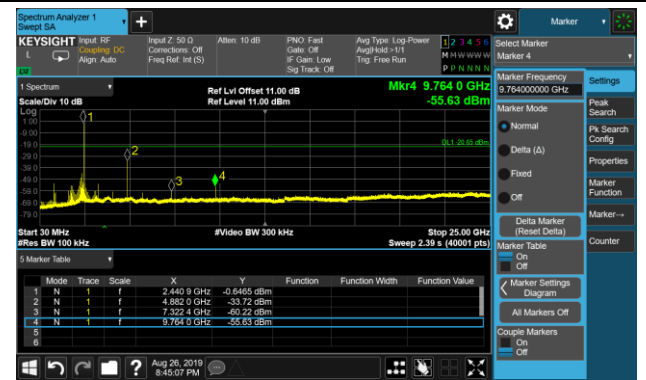 Spectrum Analyzer 1
Swept SA
+
Marker
KEYSIGHT
L
Input: RF
Coupling: DC
Align: Auto
Input Z: 50 Ω
Corrections: Off
Freq Ref: Int (S)
Atten: 10 dB
PNO: Fast
Gate: Off
IF Gain: Low
Sig Track: Off
Avg Type: Log-Power
Avg|Hold >1/1
Trig: Free Run
1 2 3 4 5 6
M M W W W W
P P N N N N
Select Marker
Marker 4
1 Spectrum
Scale/Div 10 dB
Ref Lvl Offset 11.00 dB
Ref Level 11.00 dBm
Mkr4 9.764 0 GHz
-55.63 dBm
Log
1.00
-9.00
-19.0
-29.0
-39.0
-49.0
-59.0
-69.0
-79.0
1
2
3
4
DL1 -20.65 dBm
Start 30 MHz
#Res BW 100 kHz
#Video BW 300 kHz
Stop 25.00 GHz
Sweep 2.39 s (40001 pts)
5 Marker Table
Mode Trace Scale X Y Function Function Width Function Value
1 N 1 f 2.440 9 GHz -0.6465 dBm
2 N 1 f 4.882 0 GHz -33.72 dBm
3 N 1 f 7.322 4 GHz -60.22 dBm
4 N 1 f 9.764 0 GHz -55.63 dBm
5
6
Marker Frequency
9.764000000 GHz
Marker Mode
Normal
Delta (Δ)
Fixed
Off
Delta Marker
(Reset Delta)
Marker Table
On
Off
Marker Settings
Diagram
All Markers Off
Couple Markers
On
Off
Settings
Peak
Search
Pk Search
Config
Properties
Marker
Function
Marker→
Counter
?
Aug 26, 2019
8:45:07 PM